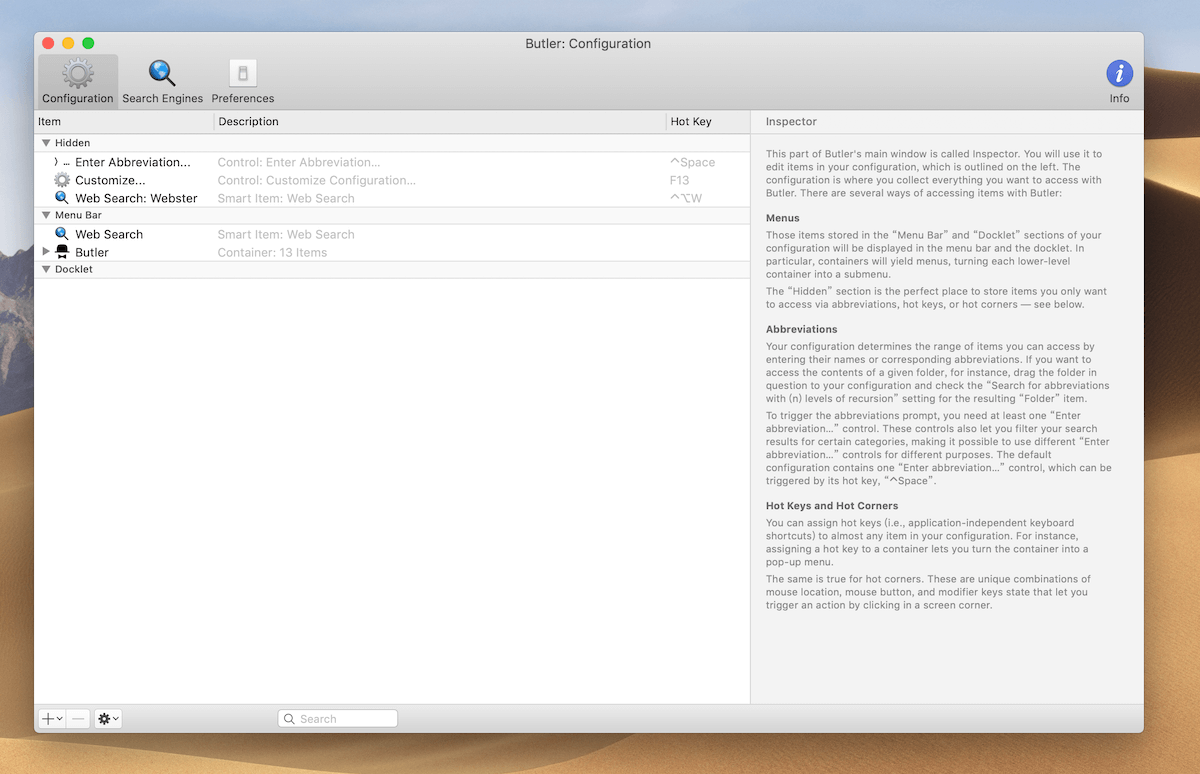 Butler: Configuration
Configuration Search Engines Preferences Info
Item Description Hot Key Inspector
Hidden
Enter Abbreviation... Control: Enter Abbreviation... ^Space
Customize... Control: Customize Configuration... F13
Web Search: Webster Smart Item: Web Search ^⌥W
Menu Bar
Web Search Smart Item: Web Search
Butler Container: 13 Items
Docklet
This part of Butler's main window is called Inspector. You will use it to
edit items in your configuration, which is outlined on the left. The
configuration is where you collect everything you want to access with
Butler. There are several ways of accessing items with Butler:
Menus
Those items stored in the “Menu Bar” and “Docklet” sections of your
configuration will be displayed in the menu bar and the docklet. In
particular, containers will yield menus, turning each lower-level
container into a submenu.
The “Hidden” section is the perfect place to store items you only want
to access via abbreviations, hot keys, or hot corners — see below.
Abbreviations
Your configuration determines the range of items you can access by
entering their names or corresponding abbreviations. If you want to
access the contents of a given folder, for instance, drag the folder in
question to your configuration and check the “Search for abbreviations
with (n) levels of recursion” setting for the resulting “Folder” item.
To trigger the abbreviations prompt, you need at least one “Enter
abbreviation…” control. These controls also let you filter your search
results for certain categories, making it possible to use different “Enter
abbreviation…” controls for different purposes. The default
configuration contains one “Enter abbreviation…” control, which can be
triggered by its hot key, “^Space”.
Hot Keys and Hot Corners
You can assign hot keys (i.e., application-independent keyboard
shortcuts) to almost any item in your configuration. For instance,
assigning a hot key to a container lets you turn the container into a
pop-up menu.
The same is true for hot corners. These are unique combinations of
mouse location, mouse button, and modifier keys state that let you
trigger an action by clicking in a screen corner.
Search